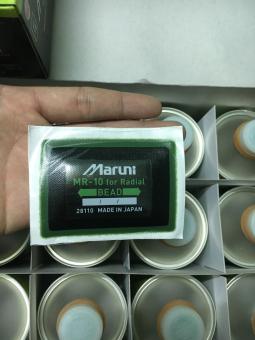 Maruni
MR-10 for Radial
BEAD
/ /
28110 MADE IN JAPAN